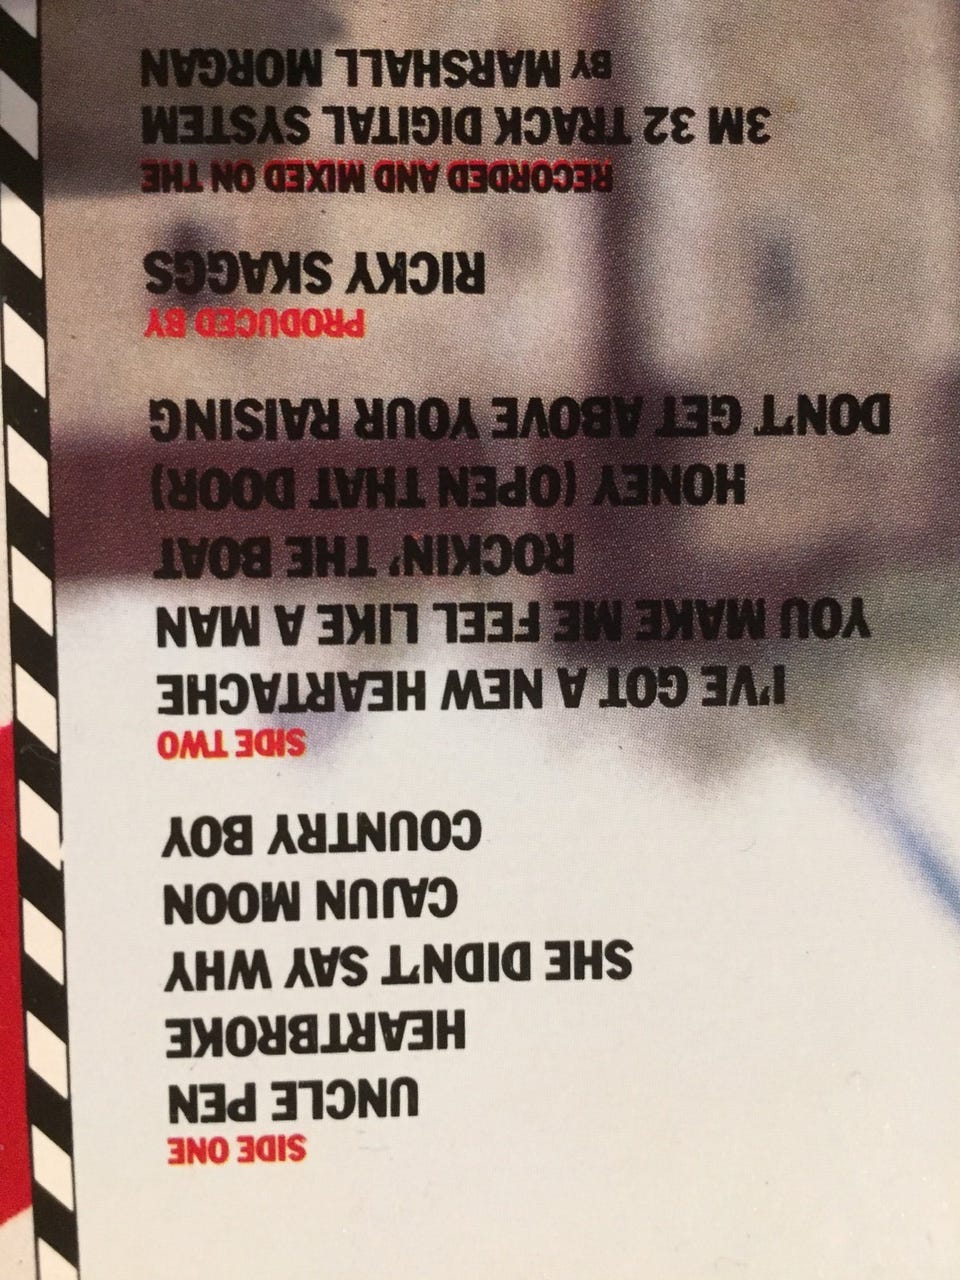 SIDE ONE
UNCLE PEN
HEARTBROKE
SHE DIDN'T SAY WHY
CAJUN MOON
COUNTRY BOY
SIDE TWO
I'VE GOT A NEW HEARTACHE
YOU MAKE ME FEEL LIKE A MAN
ROCKIN' THE BOAT
HONEY (OPEN THAT DOOR)
DON'T GET ABOVE YOUR RAISING
PRODUCED BY
RICKY SKAGGS
RECORDED AND MIXED ON THE
3M 32 TRACK DIGITAL SYSTEM
BY MARSHALL MORGAN